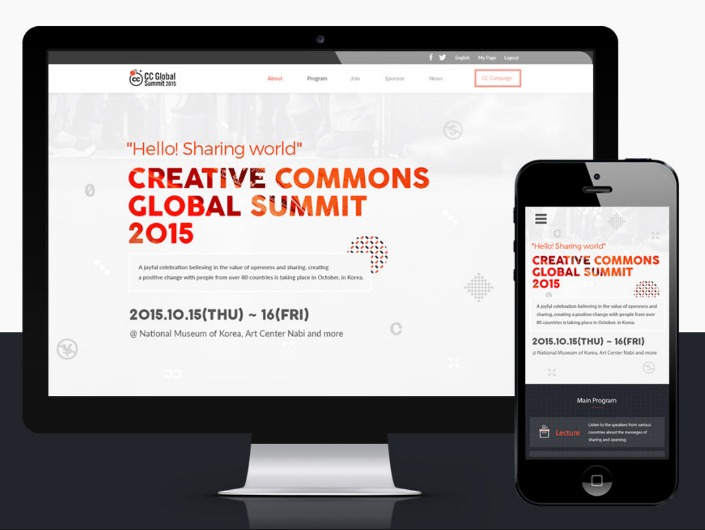 English
My Page
Logout
CC Global
Summit 2015
About
Program
Join
Sponsor
News
CC Campaign
"Hello! Sharing world"
CREATIVE COMMONS
GLOBAL SUMMIT
2015
A joyful celebration believing in the value of openness and sharing, creating
a positive change with people from over 80 countries is taking place in October, in Korea.
2015.10.15(THU) ~ 16(FRI)
@ National Museum of Korea, Art Center Nabi and more
"Hello! Sharing world"
CREATIVE COMMONS
GLOBAL SUMMIT
2015
A joyful celebration believing in the value of openness and
sharing, creating a positive change with people from over
80 countries is taking place in October, in Korea.
2015.10.15(THU) ~ 16(FRI)
@ National Museum of Korea, Art Center Nabi and more
Main Program
Lecture
Listen to the speakers from various
countries about the messages of
sharing and opening.